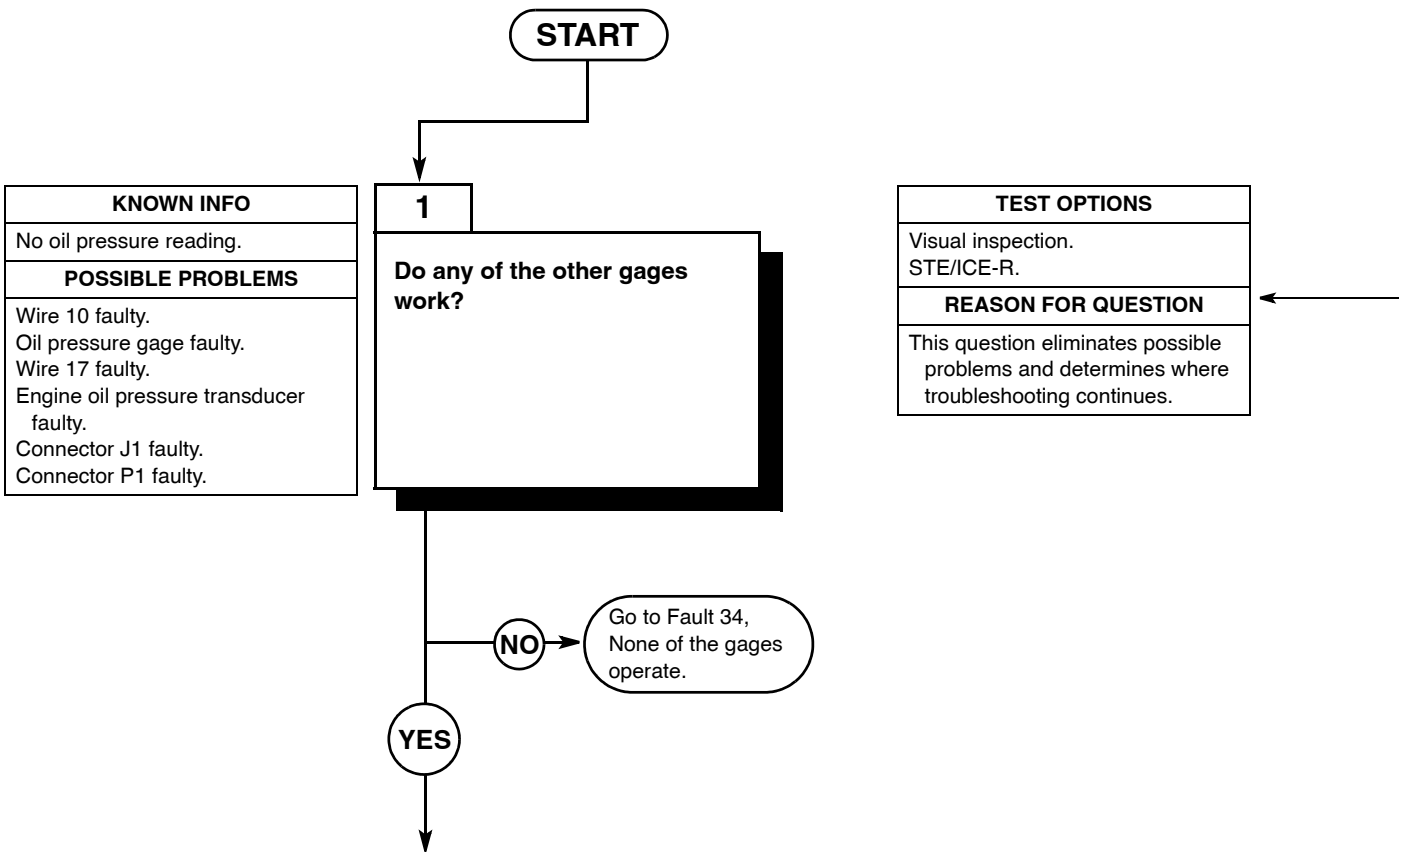 START
KNOWN INFO
No oil pressure reading.
POSSIBLE PROBLEMS
Wire 10 faulty.
Oil pressure gage faulty.
Wire 17 faulty.
Engine oil pressure transducer
faulty.
Connector J1 faulty.
Connector P1 faulty.
1
Do any of the other gages
work?
TEST OPTIONS
Visual inspection.
STE/ICE-R.
REASON FOR QUESTION
This question eliminates possible
problems and determines where
troubleshooting continues.
NO
Go to Fault 34,
None of the gages
operate.
YES